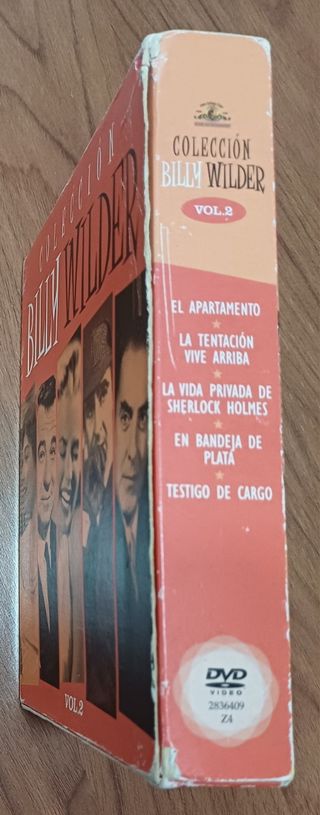 COLECCIÓN
BILLY WILDER
VOL.2
COLECCIÓN
BILLY WILDER
VOL.2
EL APARTAMENTO
LA TENTACIÓN
VIVE ARRIBA
LA VIDA PRIVADA DE
SHERLOCK HOLMES
EN BANDEJA DE
PLATA
TESTIGO DE CARGO
DVD
VIDEO
2836409
Z4